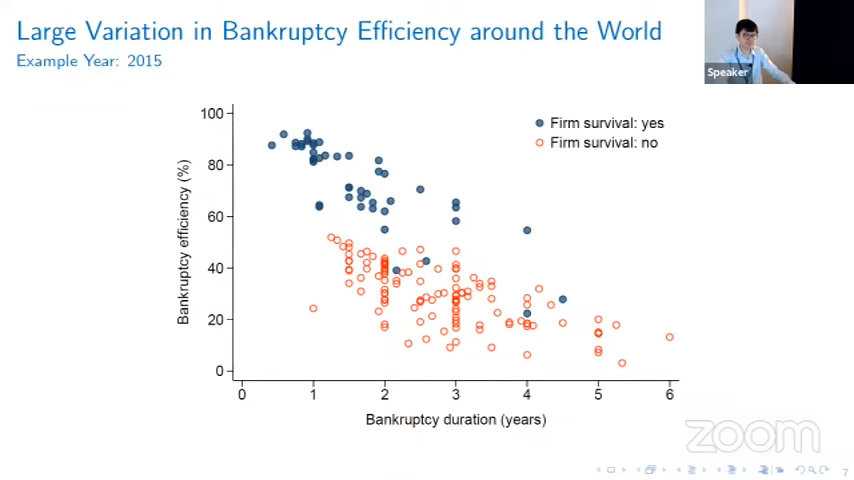 Large Variation in Bankruptcy Efficiency around the World
Example Year: 2015
Speaker
Firm survival: yes
Firm survival: no
Bankruptcy efficiency (%)
100
80
60
40
20
0
0 1 2 3 4 5 6
Bankruptcy duration (years)
zoom
7